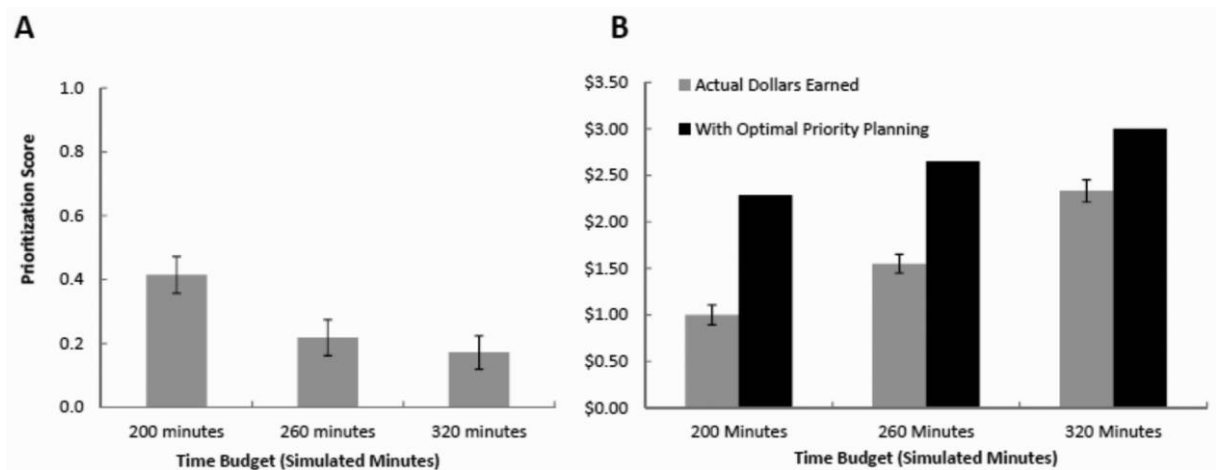 A
Prioritization Score
1.0
0.8
0.6
0.4
0.2
0.0
200 minutes 260 minutes 320 minutes
Time Budget (Simulated Minutes)
B
$3.50
$3.00
$2.50
$2.00
$1.50
$1.00
$0.50
$0.00
Actual Dollars Earned
With Optimal Priority Planning
200 Minutes 260 Minutes 320 Minutes
Time Budget (Simulated Minutes)